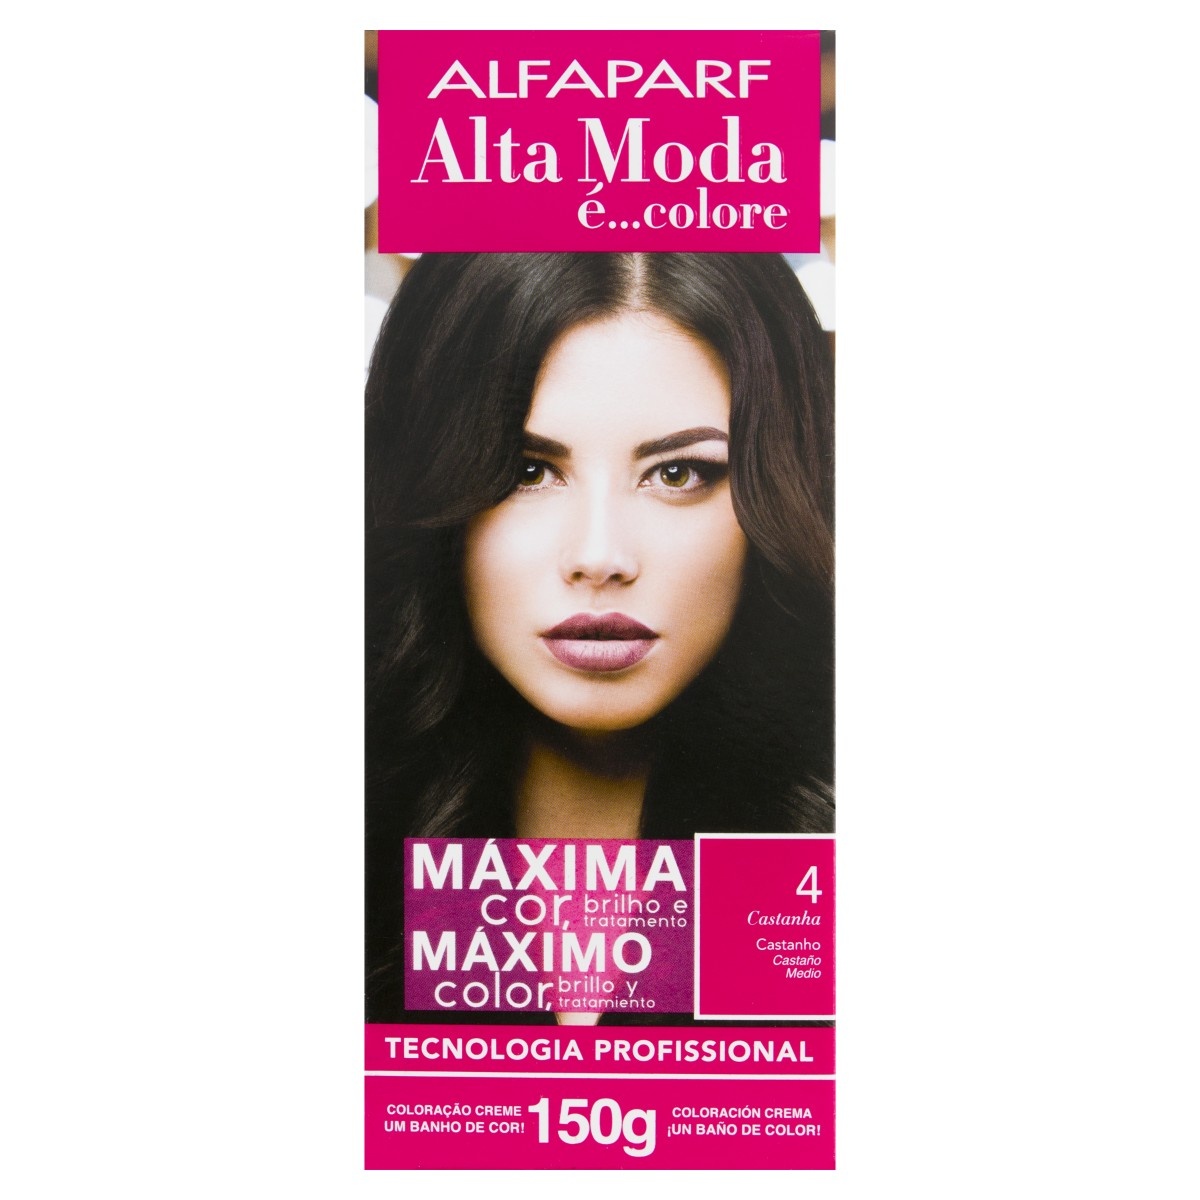 ALFAPARF
Alta Moda
é...colore
MÁXIMA
cor, brilho e
tratamento
MÁXIMO
color, brillo y
tratamiento
4
Castanha
Castanho
Castaño
Medio
TECNOLOGIA PROFISSIONAL
COLORAÇÃO CREME
UM BANHO DE COR!
150g
COLORACIÓN CREMA
¡UN BAÑO DE COLOR!